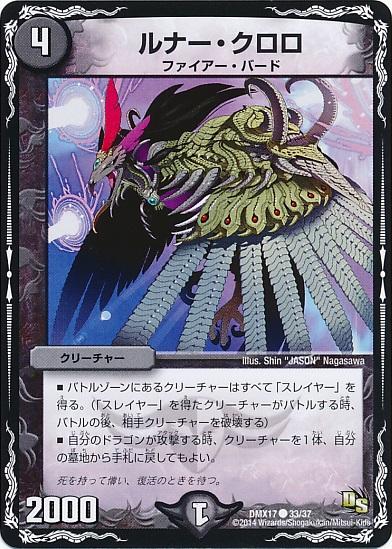 4
ルナー・クロロ
ファイアー・バード
クリーチャー
Illus. Shin "JASON" Nagasawa
■バトルゾーンにあるクリーチャーはすべて「スレイヤー」を
得る。(「スレイヤー」を得たクリーチャーがバトルする時、
バトルの後、相手クリーチャーを破壊する)
■自分のドラゴンが攻撃する時、クリーチャーを1体、自分
の墓地から手札に戻してもよい。
死を持って償い、復活のときを待つ。
2000
DS
DMX17 ● 33/37
©2014 Wizards/Shogakukan/Mitsui-Kids